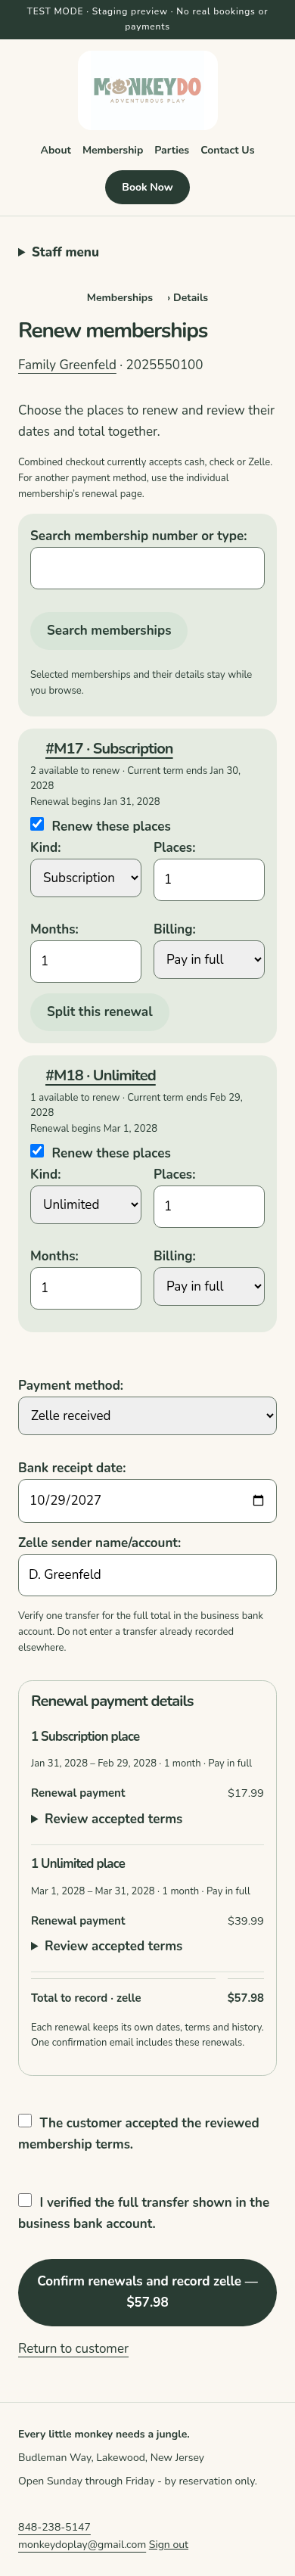 TEST MODE · Staging preview · No real bookings or
payments
MONKEYDO
ADVENTUROUS PLAY
About Membership Parties Contact Us
Book Now
▶ Staff menu
Memberships › Details
Renew memberships
Family Greenfeld · 2025550100
Choose the places to renew and review their
dates and total together.
Combined checkout currently accepts cash, check or Zelle.
For another payment method, use the individual
membership's renewal page.
Search membership number or type:
Search memberships
Selected memberships and their details stay while
you browse.
#M17 · Subscription
2 available to renew · Current term ends Jan 30,
2028
Renewal begins Jan 31, 2028
Renew these places
Kind: Places:
Subscription 1
Months: Billing:
1 Pay in full
Split this renewal
#M18 · Unlimited
1 available to renew · Current term ends Feb 29,
2028
Renewal begins Mar 1, 2028
Renew these places
Kind: Places:
Unlimited 1
Months: Billing:
1 Pay in full
Payment method:
Zelle received
Bank receipt date:
10/29/2027
Zelle sender name/account:
D. Greenfeld
Verify one transfer for the full total in the business bank
account. Do not enter a transfer already recorded
elsewhere.
Renewal payment details
1 Subscription place
Jan 31, 2028 – Feb 29, 2028 · 1 month · Pay in full
Renewal payment $17.99
▶ Review accepted terms
1 Unlimited place
Mar 1, 2028 – Mar 31, 2028 · 1 month · Pay in full
Renewal payment $39.99
▶ Review accepted terms
Total to record · zelle $57.98
Each renewal keeps its own dates, terms and history.
One confirmation email includes these renewals.
The customer accepted the reviewed
membership terms.
I verified the full transfer shown in the
business bank account.
Confirm renewals and record zelle —
$57.98
Return to customer
Every little monkey needs a jungle.
Budleman Way, Lakewood, New Jersey
Open Sunday through Friday - by reservation only.
848-238-5147
monkeydoplay@gmail.com Sign out